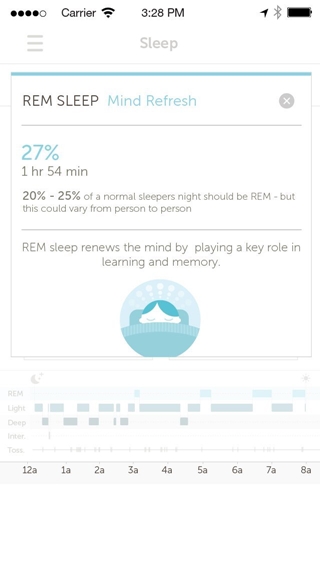 Carrier 3:28 PM
Sleep
REM SLEEP Mind Refresh
27%
1 hr 54 min
20% - 25% of a normal sleepers night should be REM - but
this could vary from person to person
REM sleep renews the mind by playing a key role in
learning and memory.
REM
Light
Deep
Inter.
Toss.
12a 1a 2a 3a 4a 5a 6a 7a 8a